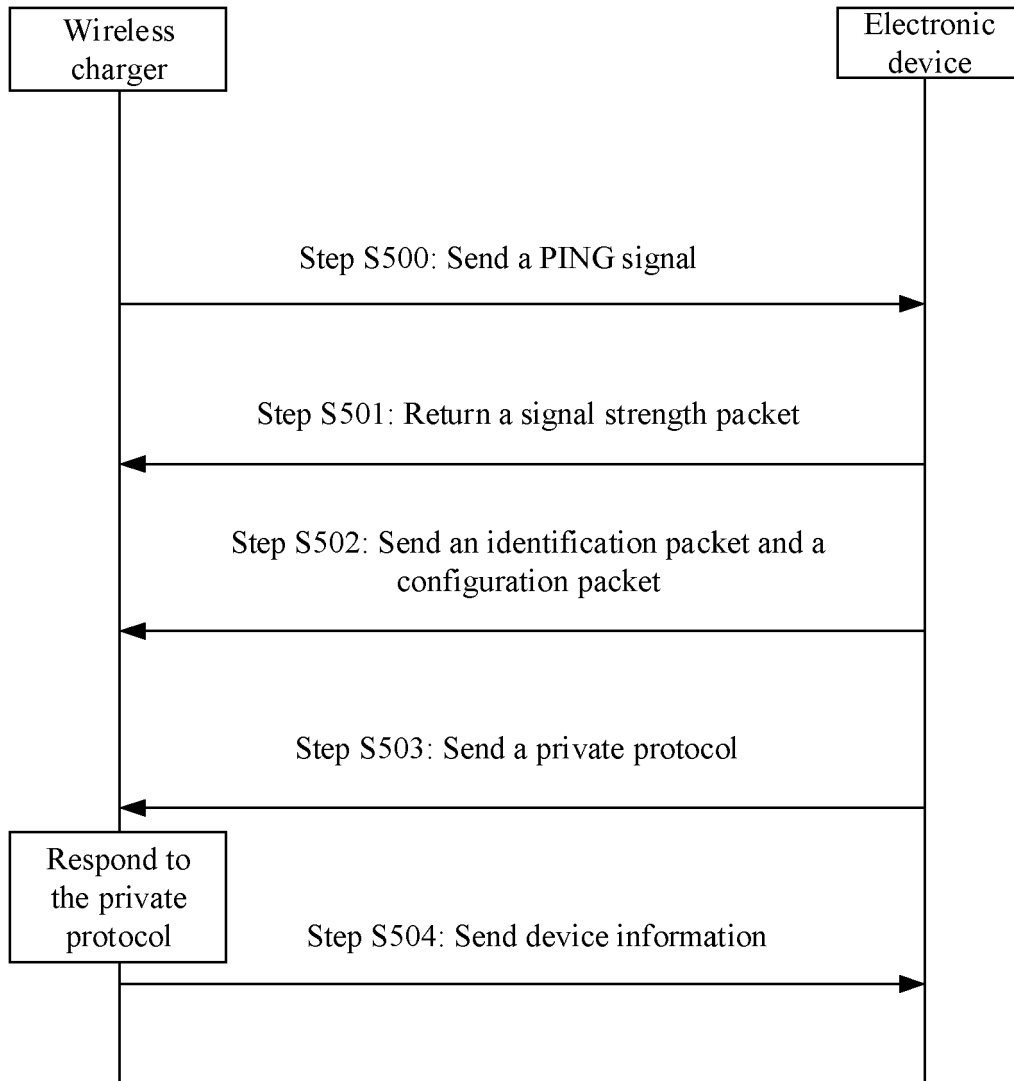 Wireless
charger
Electronic
device
Step S500: Send a PING signal
Step S501: Return a signal strength packet
Step S502: Send an identification packet and a
configuration packet
Step S503: Send a private protocol
Respond to
the private
protocol
Step S504: Send device information